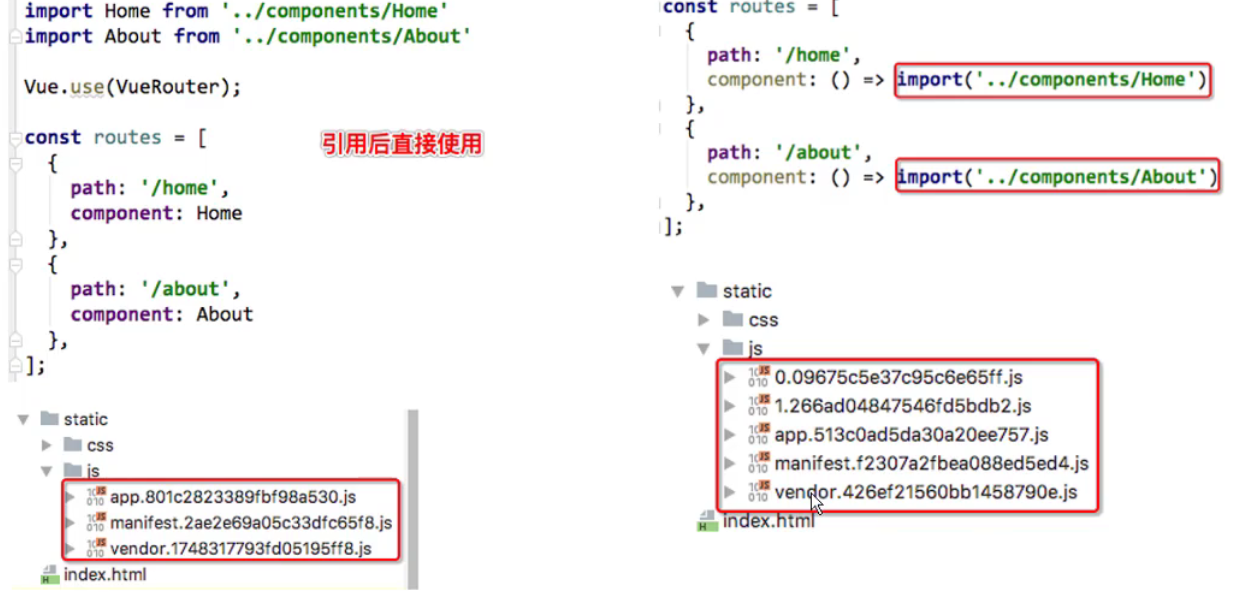 import Home from '../components/Home'
import About from '../components/About'
Vue.use(VueRouter);
const routes = [
{
path: '/home',
component: Home
},
{
path: '/about',
component: About
},
];
引用后直接使用
static
css
js
app.801c2823389fbf98a530.js
manifest.2ae2e69a05c33dfc65f8.js
vendor.1748317793fd05195ff8.js
index.html
const routes = [
{
path: '/home',
component: () => import('../components/Home')
},
{
path: '/about',
component: () => import('../components/About')
},
];
static
css
js
0.09675c5e37c95c6e65ff.js
1.266ad04847546fd5bdb2.js
app.513c0ad5da30a20ee757.js
manifest.f2307a2fbea088ed5ed4.js
vendor.426ef21560bb1458790e.js
index.html